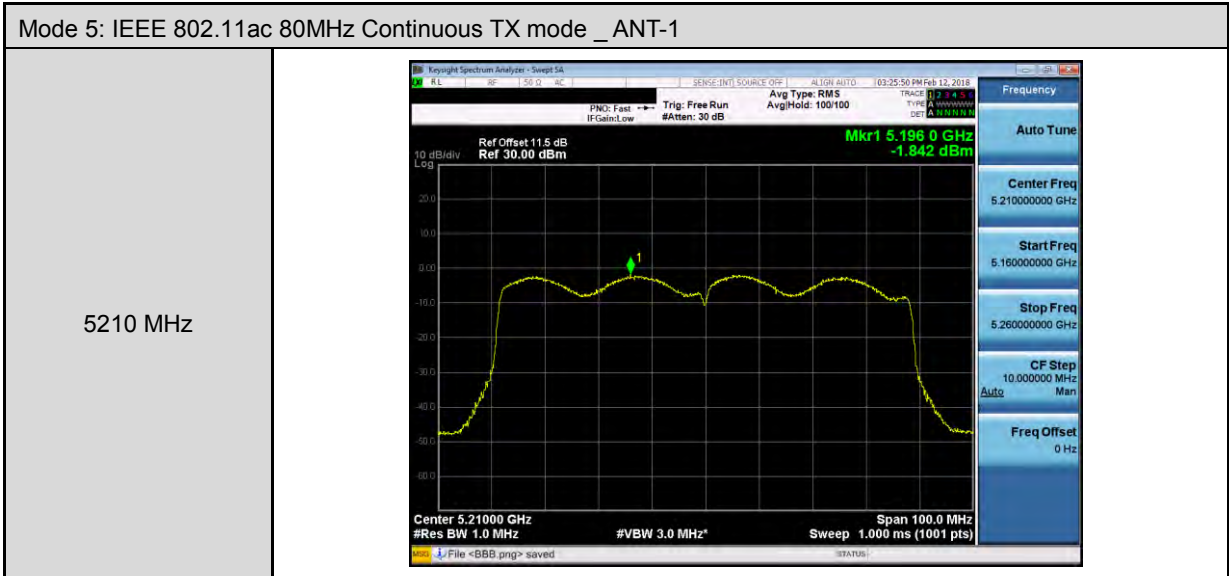 Mode 5: IEEE 802.11ac 80MHz Continuous TX mode _ ANT-1
5210 MHz
Keysight Spectrum Analyzer - Swept SA
RL RF 50 Ω AC SENSE:INT SOURCE OFF ALIGN AUTO 03:25:50 PM Feb 12, 2018
PNO: Fast Trig: Free Run Avg Type: RMS TRACE 1 2 3 4 5 6
IFGain:Low #Atten: 30 dB Avg|Hold: 100/100 TYPE A WWWWW
DET A N N N N N
Mkr1 5.196 0 GHz
-1.842 dBm
Ref Offset 11.5 dB
10 dB/div Ref 30.00 dBm
Log
20.0
10.0
0.00
-10.0
-20.0
-30.0
-40.0
-50.0
-60.0
1
Center 5.21000 GHz Span 100.0 MHz
#Res BW 1.0 MHz #VBW 3.0 MHz* Sweep 1.000 ms (1001 pts)
MSG File <BBB.png> saved STATUS
Frequency
Auto Tune
Center Freq
5.210000000 GHz
Start Freq
5.160000000 GHz
Stop Freq
5.260000000 GHz
CF Step
10.000000 MHz
Auto Man
Freq Offset
0 Hz